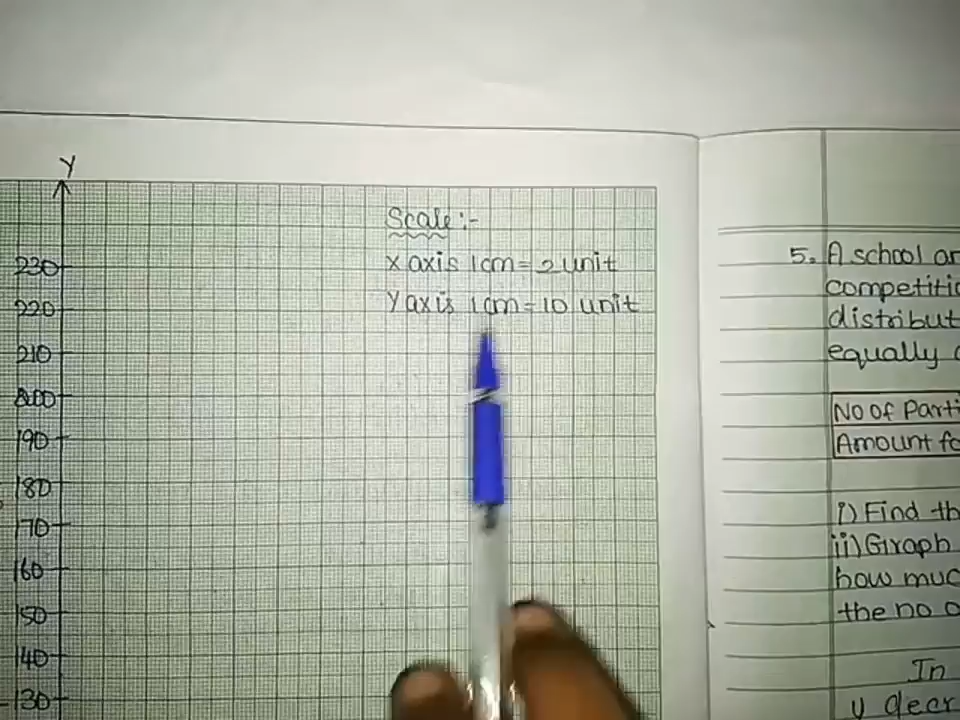 Y
Scale:-
X axis 1cm = 2 unit
Y axis 1cm = 10 unit
230
220
210
200
190
180
170
160
150
140
130
5. A school an
competitio
distribut
equally a
No of Parti
Amount fo
i) Find th
ii) Graph
how muc
the no o
In
y decr